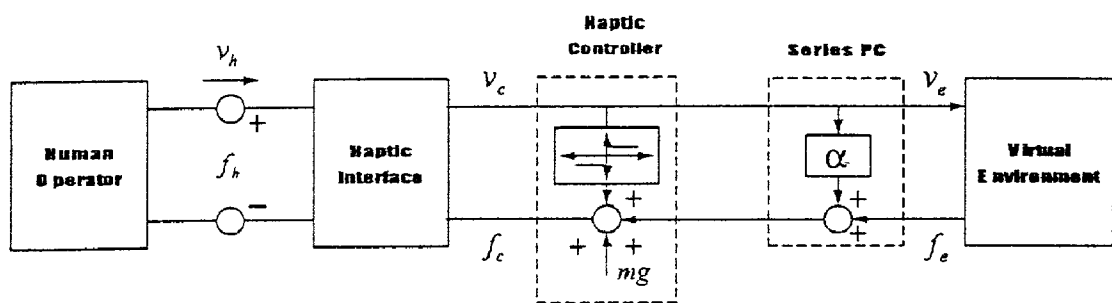 Haptic
Controller
Series PC
v_h
v_c
v_e
+
Human
Operator
f_h
Haptic
Interface
α
Virtual
Environment
−
+
+
+ +
+
f_c
mg
f_e